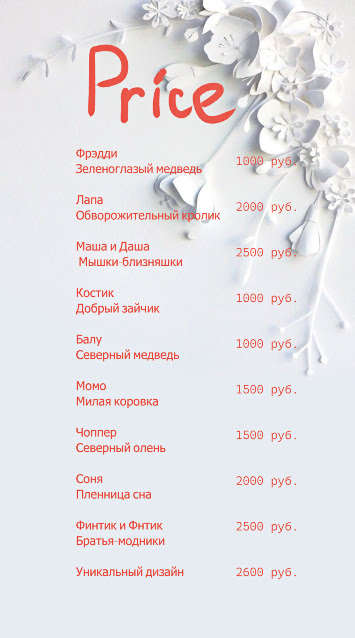 Price
Фрэдди
Зеленоглазый медведь 1000 руб.
Лапа
Обворожительный кролик 2000 руб.
Маша и Даша
Мышки-близняшки 2500 руб.
Костик
Добрый зайчик 1000 руб.
Балу
Северный медведь 1000 руб.
Момо
Милая коровка 1500 руб.
Чоппер
Северный олень 1500 руб.
Соня
Пленница сна 2000 руб.
Финтик и Фнтик
Братья-модники 2500 руб.
Уникальный дизайн 2600 руб.